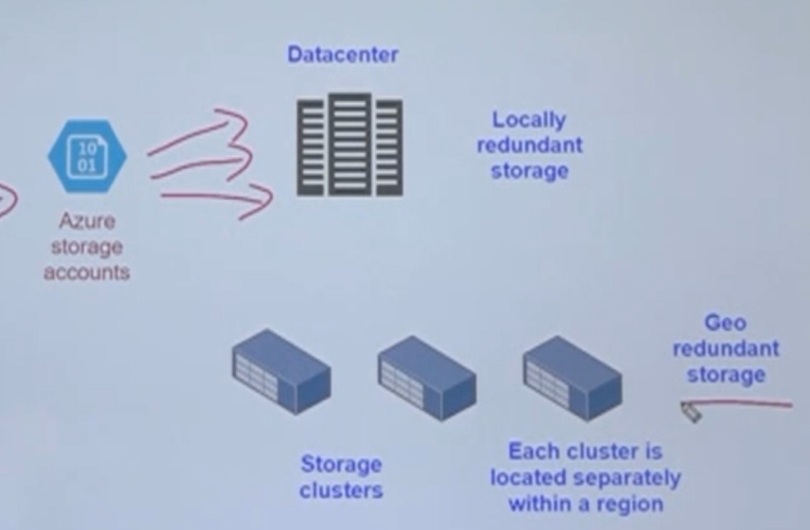 Datacenter
10
01
Locally
redundant
storage
Azure
storage
accounts
Geo
redundant
storage
Storage
clusters
Each cluster is
located separately
within a region